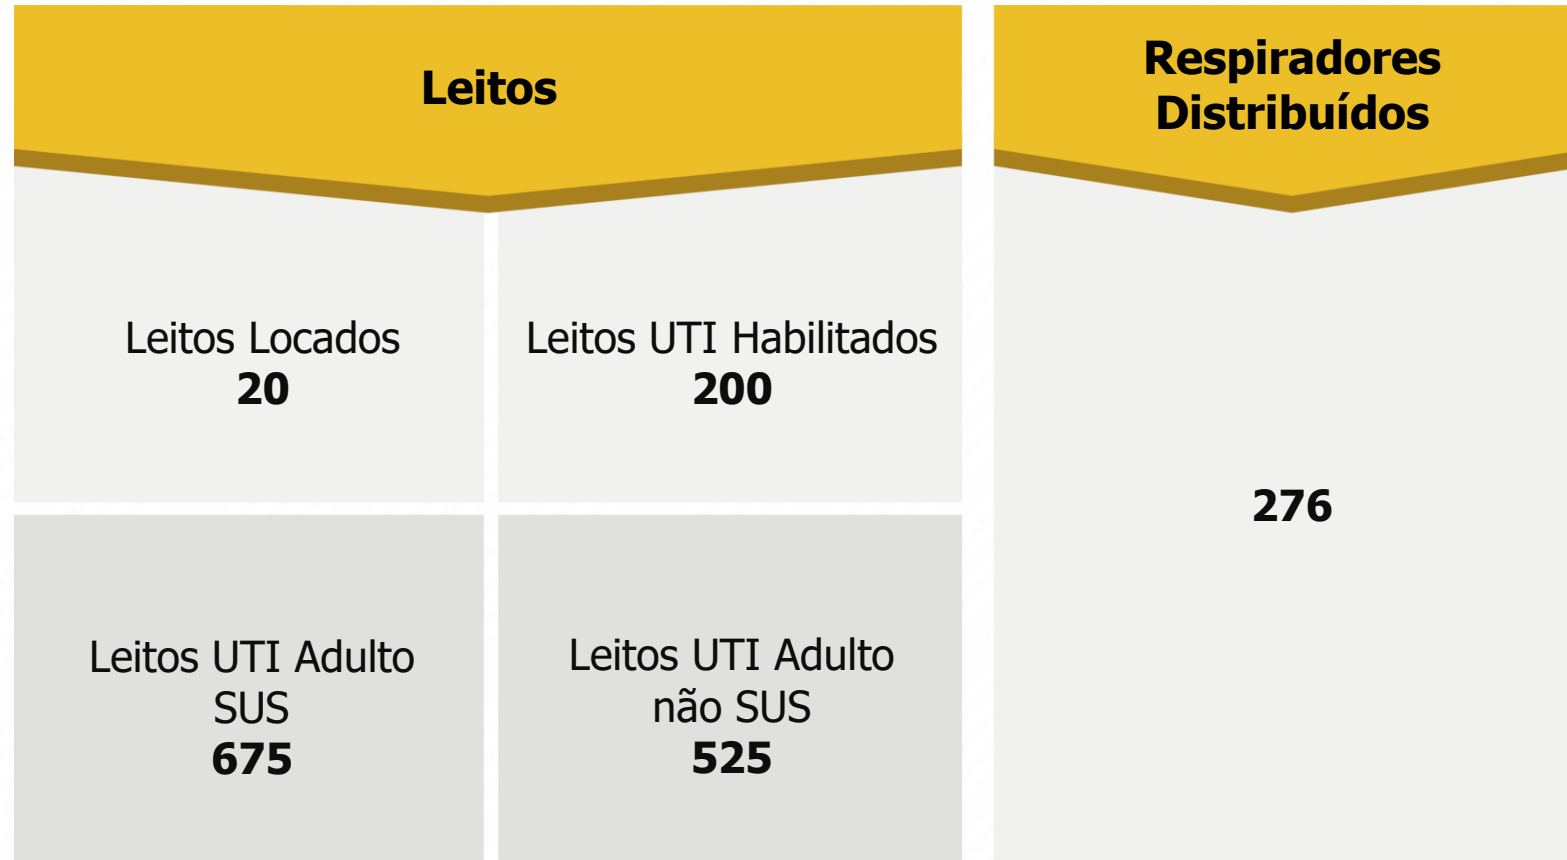 Leitos
Leitos Locados
20
Leitos UTI Habilitados
200
Leitos UTI Adulto
SUS
675
Leitos UTI Adulto
não SUS
525
Respiradores
Distribuídos
276